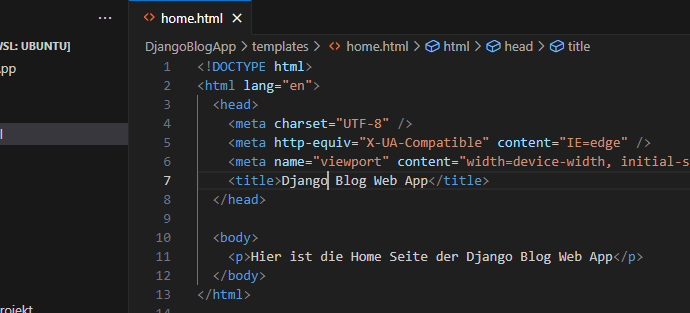 home.html ×
WSL: UBUNTU]
DjangoBlogApp > templates > <> home.html > html > head > title
1 <!DOCTYPE html>
2 <html lang="en">
3 <head>
4 <meta charset="UTF-8" />
5 <meta http-equiv="X-UA-Compatible" content="IE=edge" />
6 <meta name="viewport" content="width=device-width, initial-s
7 <title>Django Blog Web App</title>
8 </head>
9
10 <body>
11 <p>Hier ist die Home Seite der Django Blog Web App</p>
12 </body>
13 </html>
14